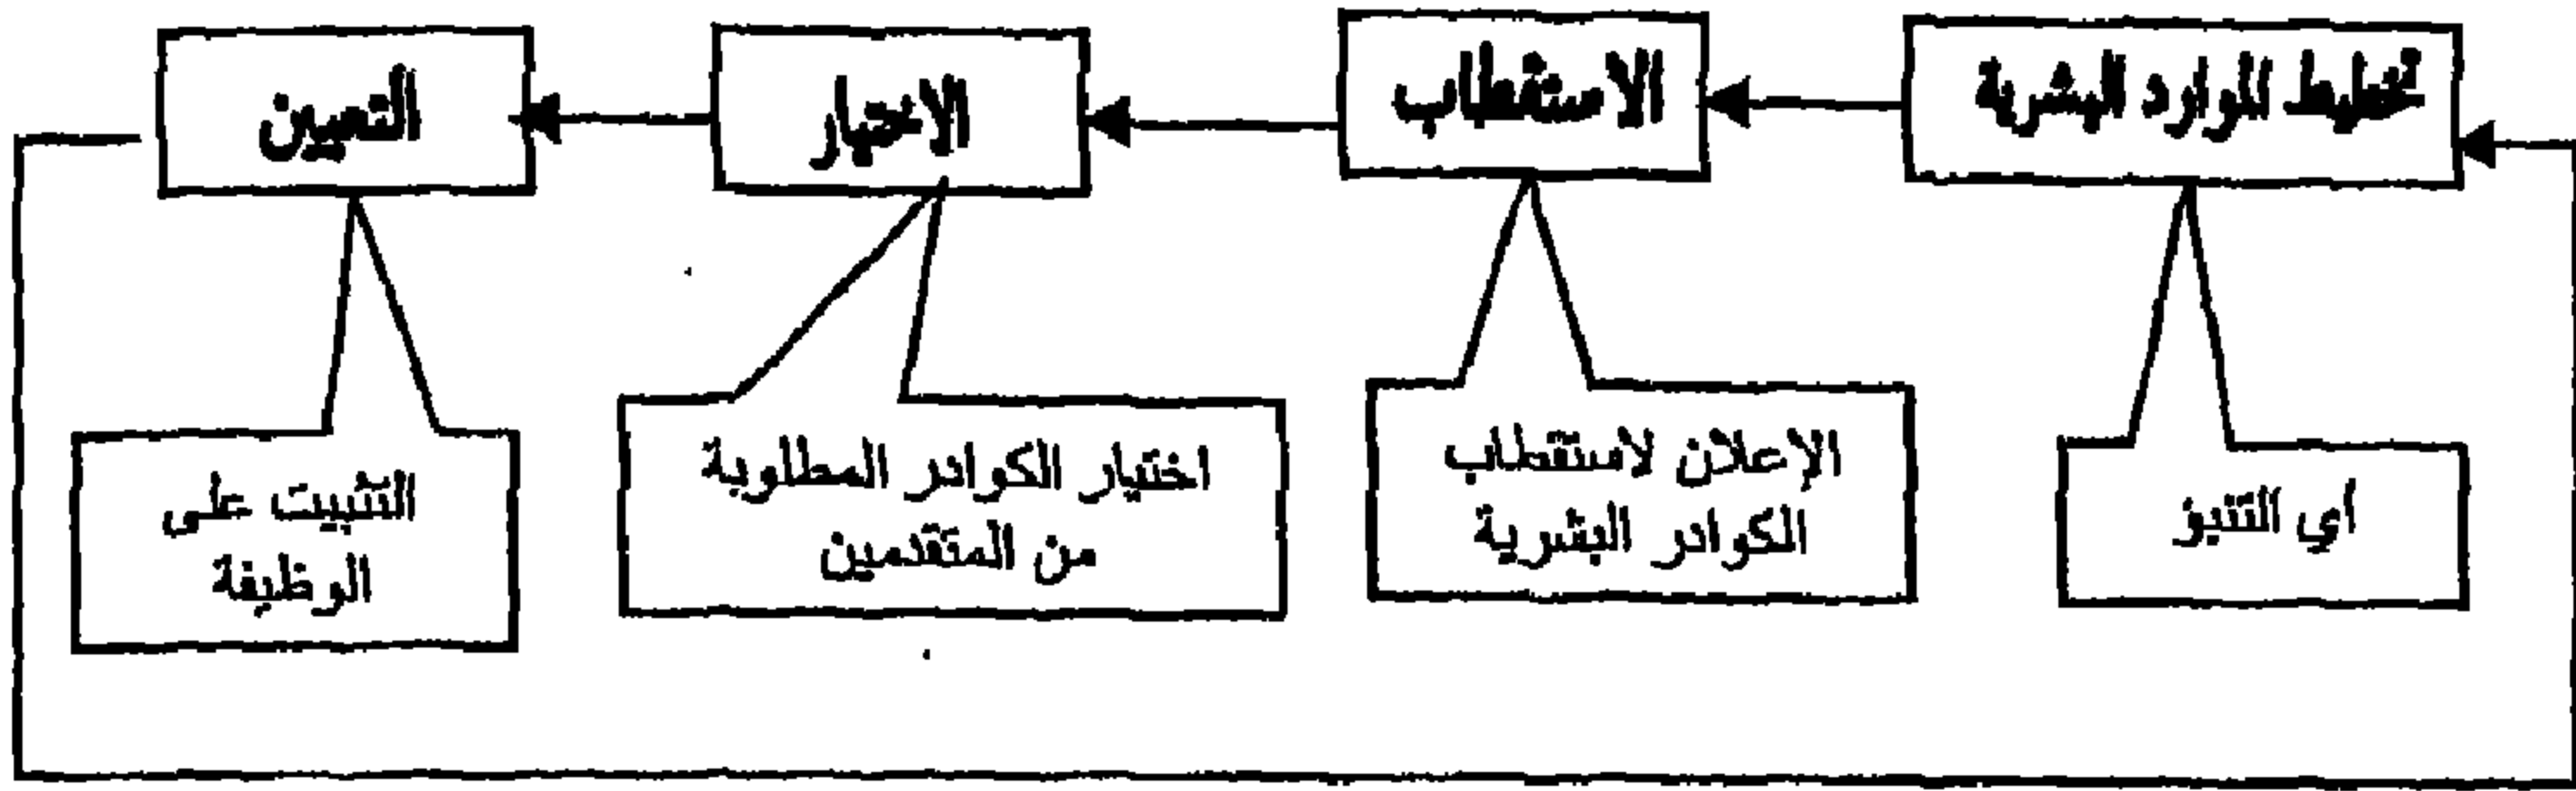 تخطيط الموارد البشرية
الاستقطاب
الاختيار
التعيين
اي التنبؤ
الإعلان لاستقطاب
الكوادر البشرية
اختيار الكوادر المطلوبة
من المتقدمين
التثبيت على
الوظيفة